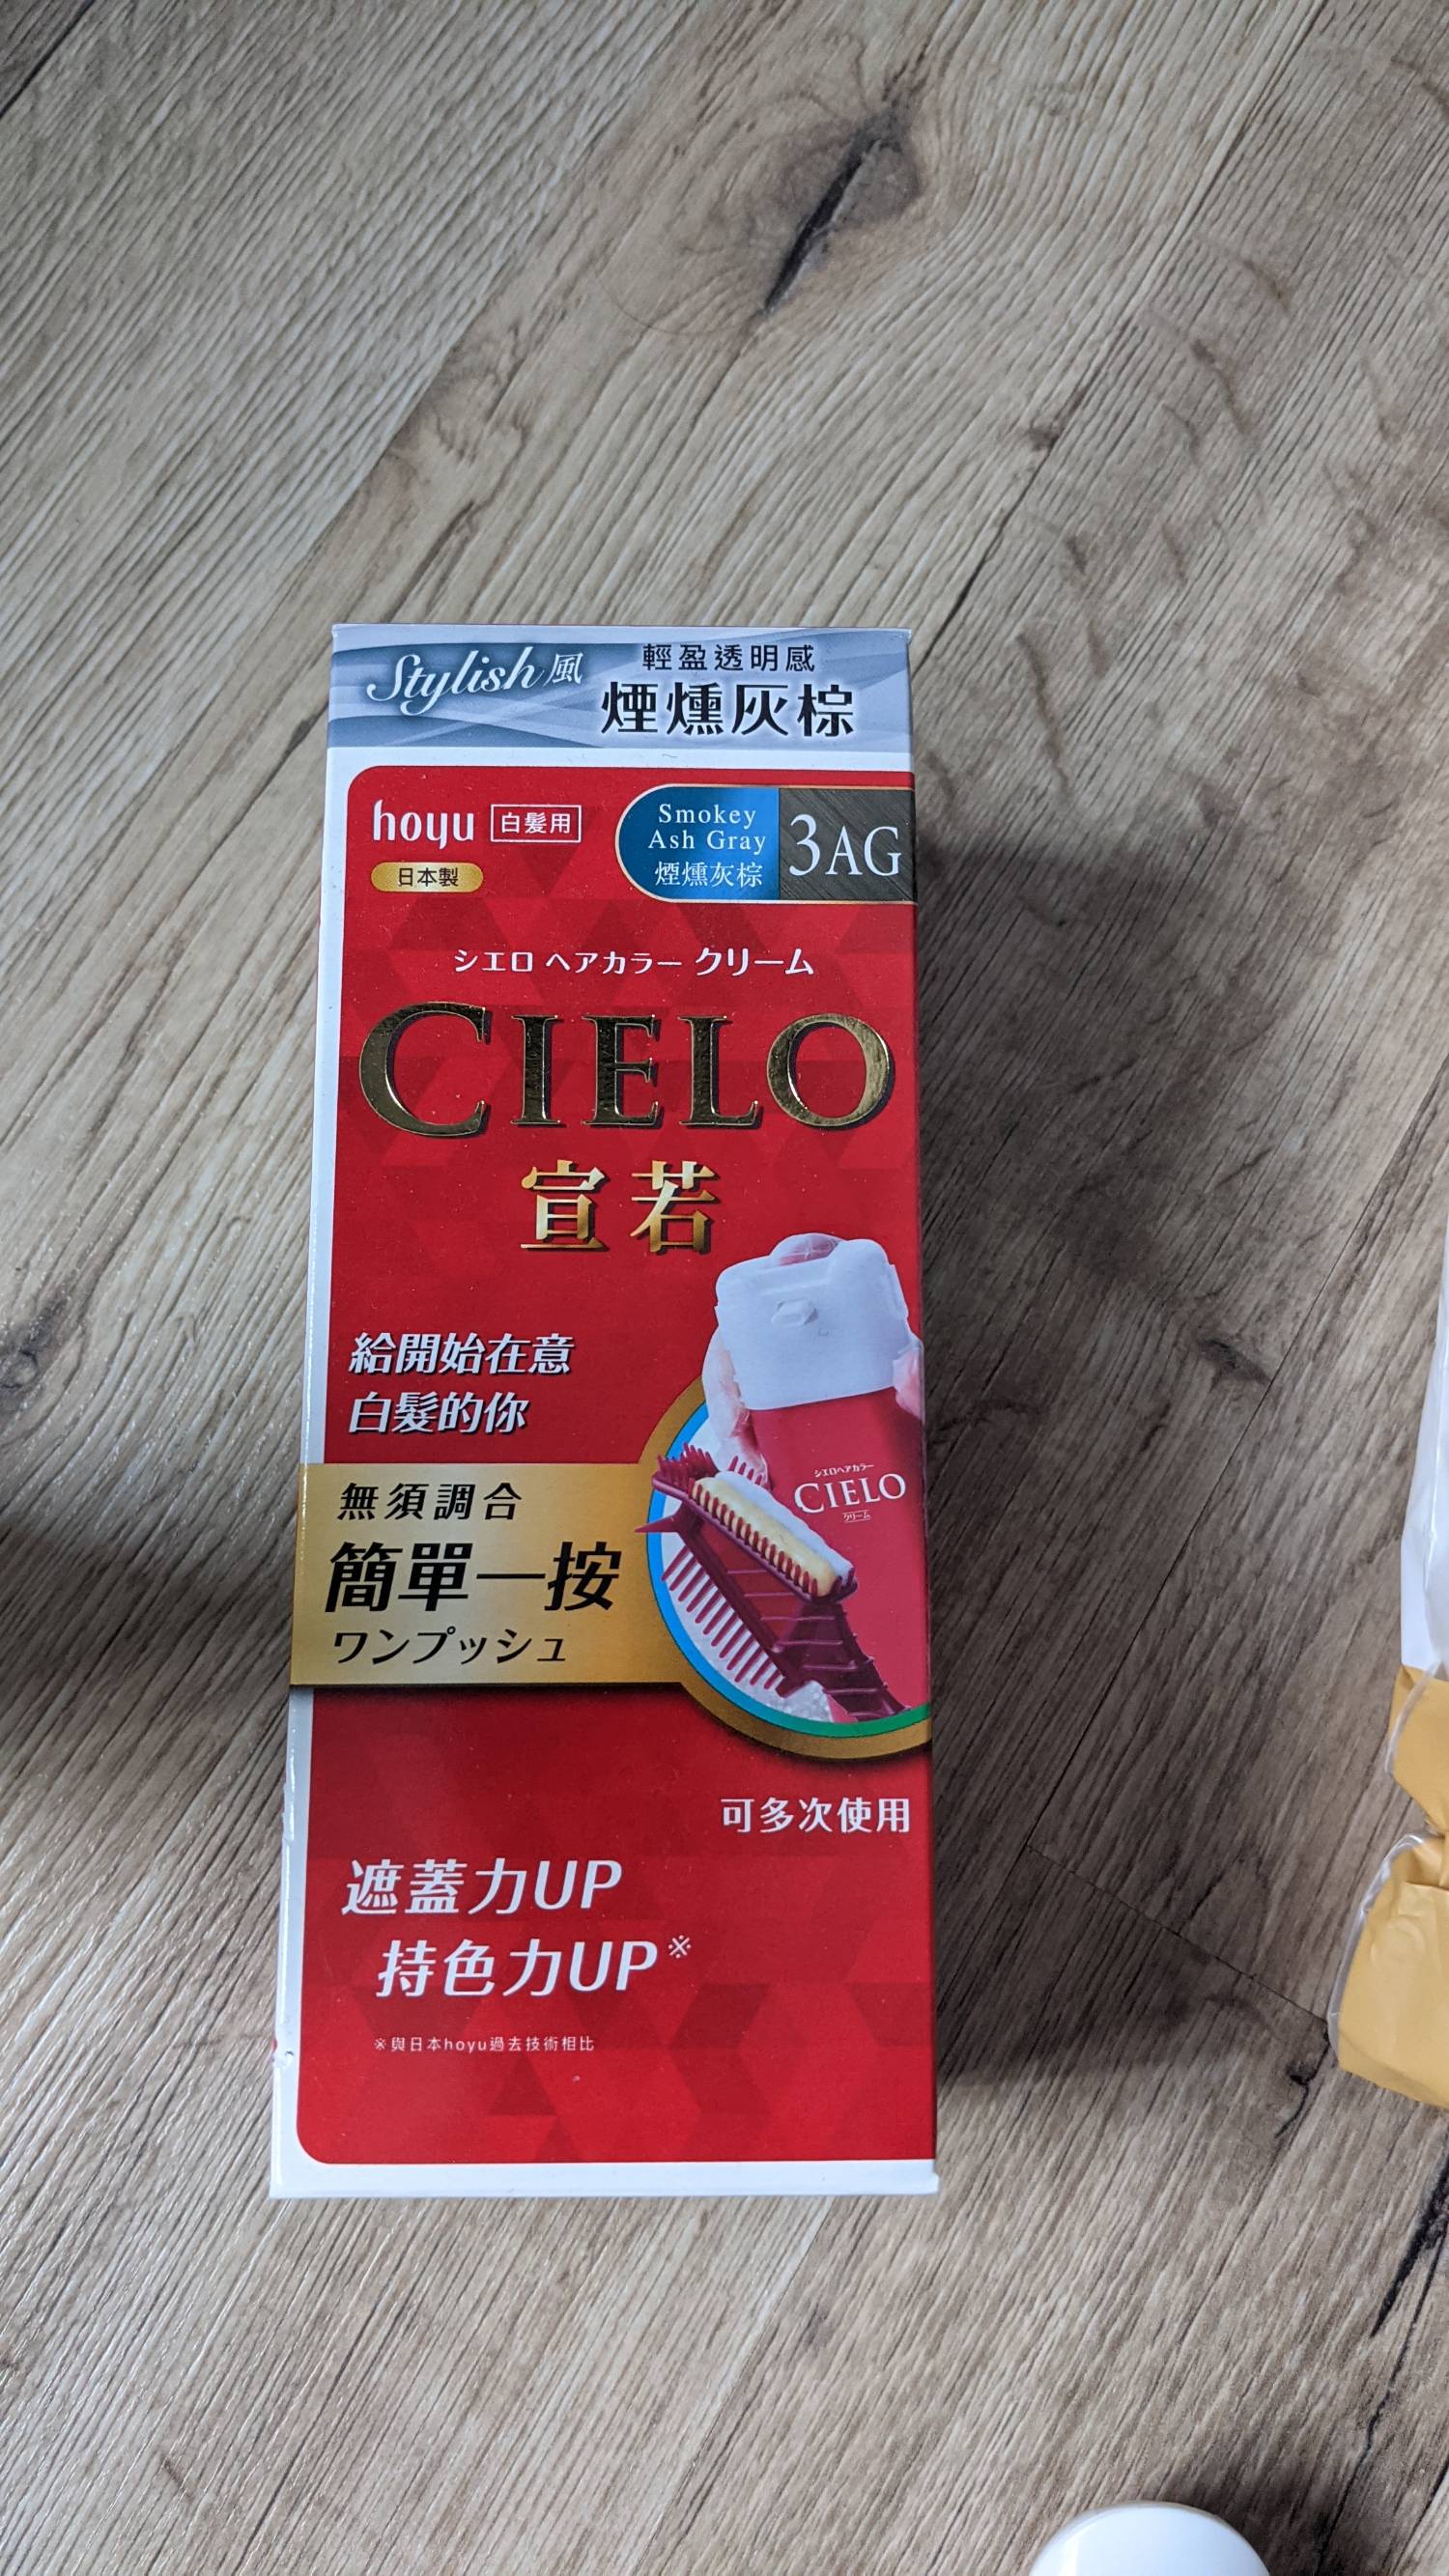 Stylish風
輕盈透明感
煙燻灰棕
hoyu 白髮用
日本製
Smokey
Ash Gray
煙燻灰棕
3AG
シエロ ヘアカラー クリーム
CIELO
宣若
給開始在意
白髮的你
無須調合
簡單一按
ワンプッシュ
シエロヘアカラー
CIELO
クリーム
可多次使用
遮蓋力UP
持色力UP※
※與日本hoyu過去技術相比